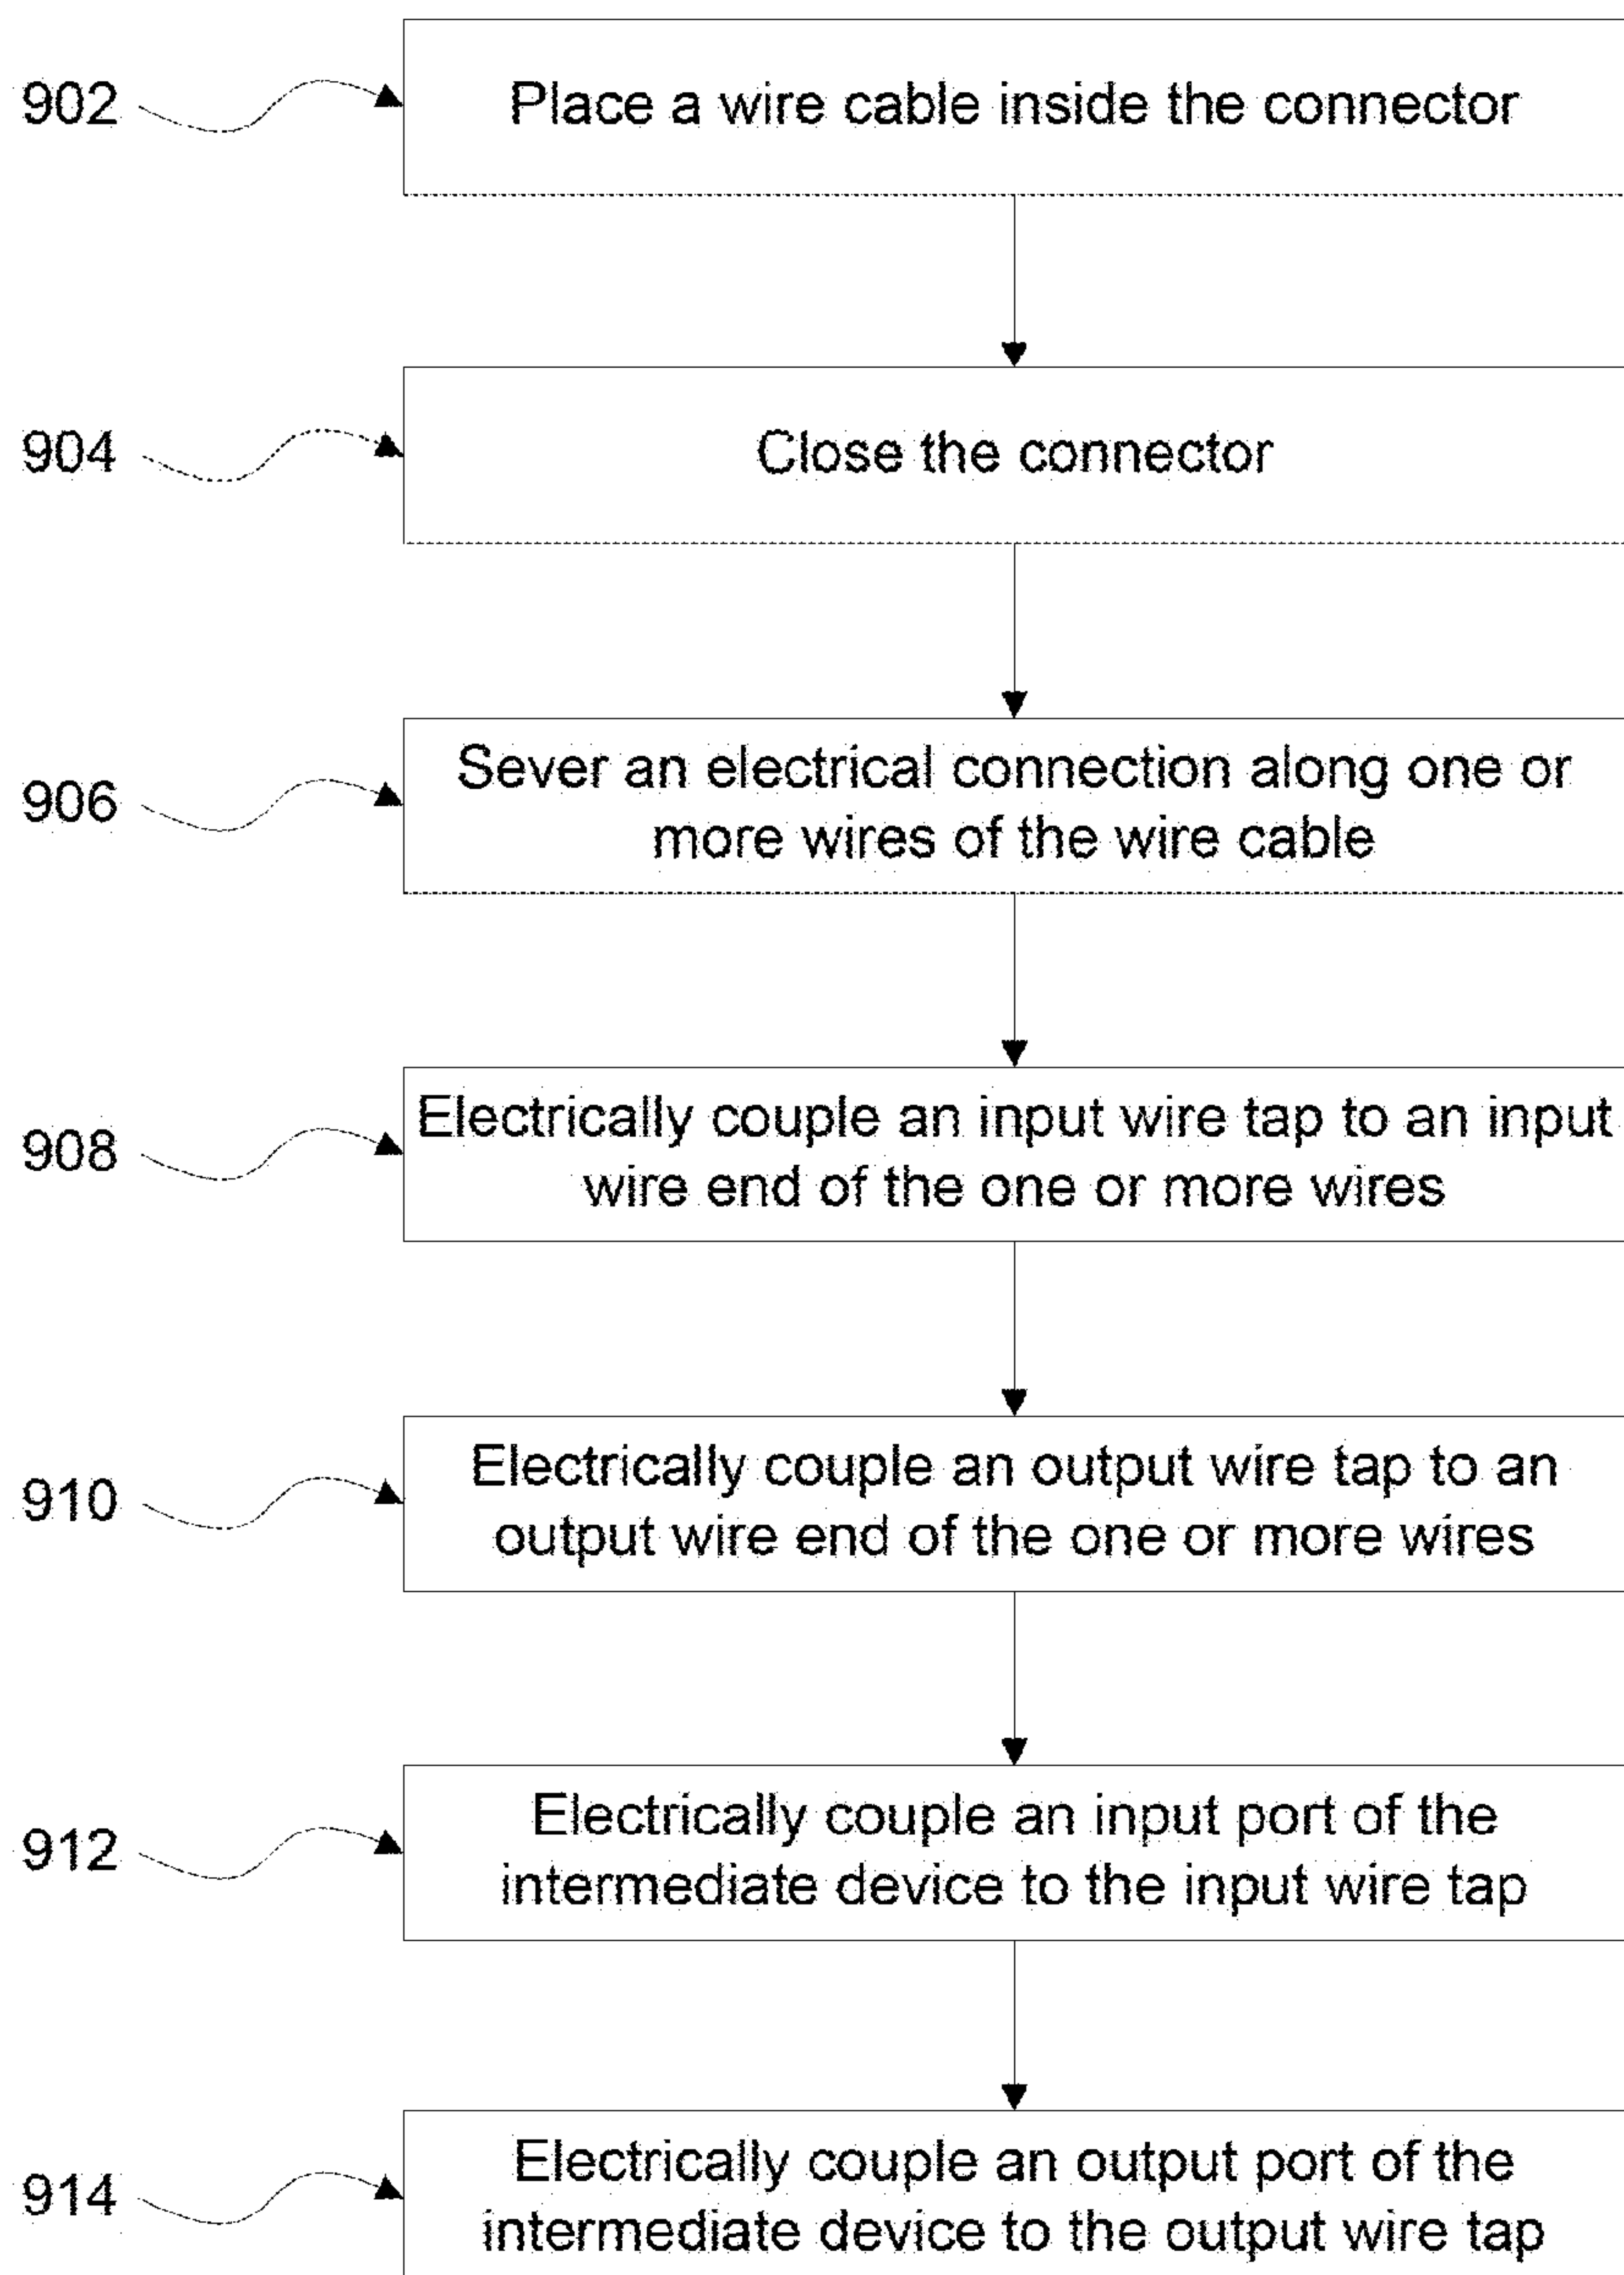 902
Place a wire cable inside the connector
904
Close the connector
906
Sever an electrical connection along one or
more wires of the wire cable
908
Electrically couple an input wire tap to an input
wire end of the one or more wires
910
Electrically couple an output wire tap to an
output wire end of the one or more wires
912
Electrically couple an input port of the
intermediate device to the input wire tap
914
Electrically couple an output port of the
intermediate device to the output wire tap